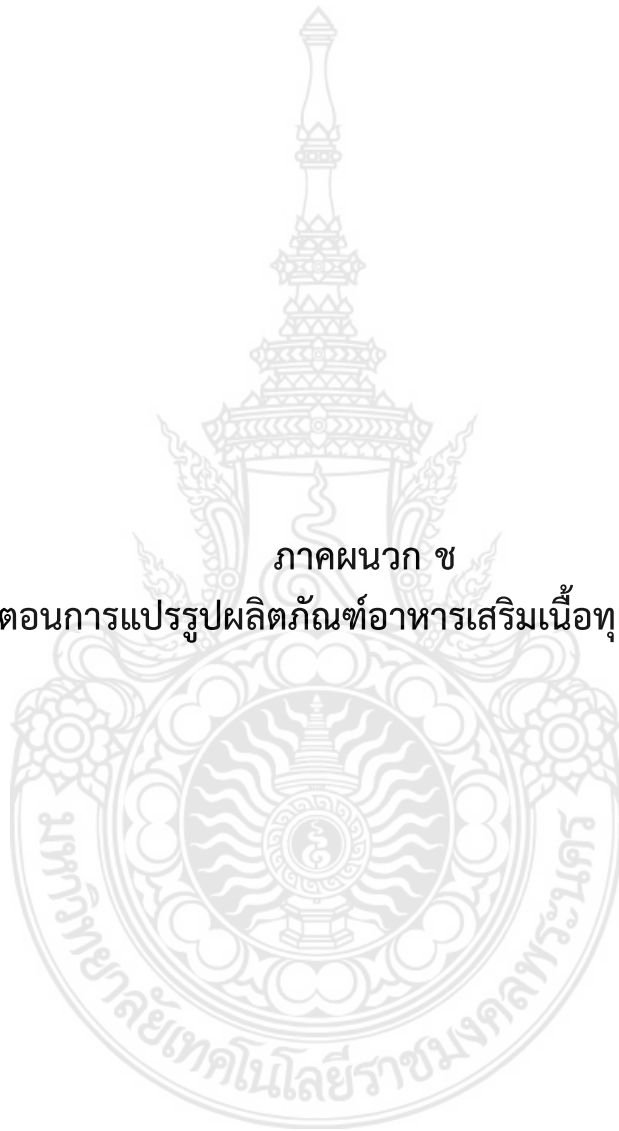 ภาคผนวก ช
ตอนการแปรรูปผลิตภัณฑ์อาหารเสริมเนื้อทุ
มหาวิทยาลัยเทคโนโลยีราชมงคลพระนคร